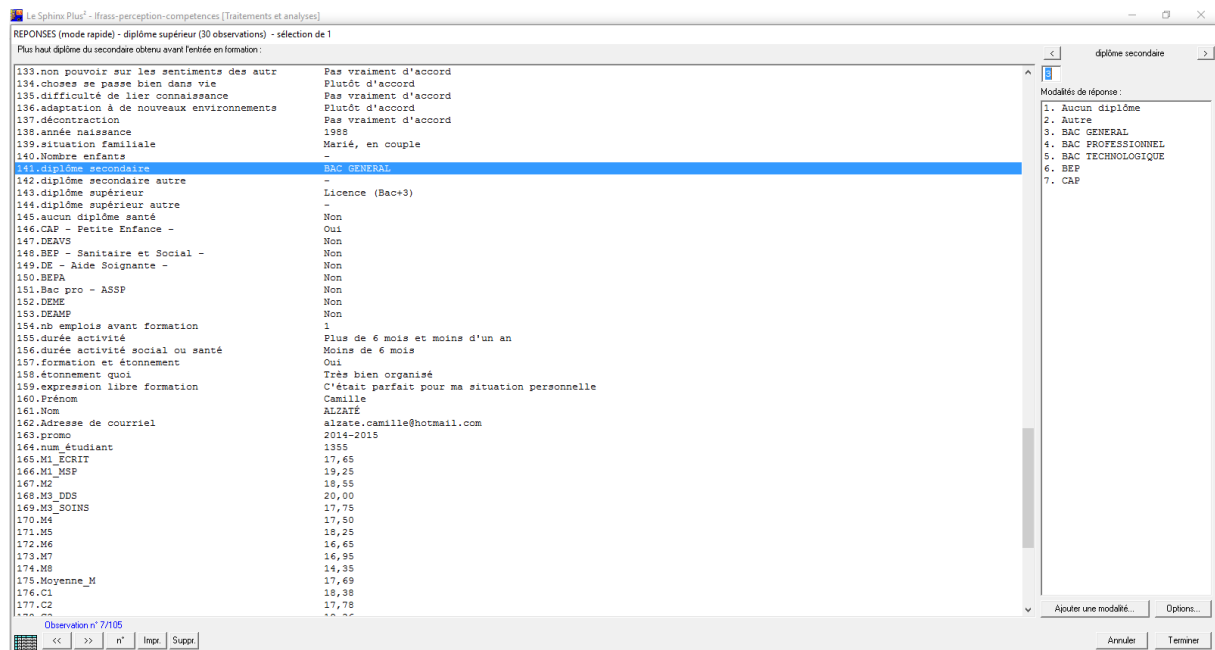 Le Sphinx Plus² - Ifrass-perception-competences [Traitements et analyses]
REPONSES (mode rapide) - diplôme supérieur (30 observations) - sélection de 1
Plus haut diplôme du secondaire obtenu avant l'entrée en formation :
< diplôme secondaire >
3
Modalités de réponse :
1. Aucun diplôme
2. Autre
3. BAC GENERAL
4. BAC PROFESSIONNEL
5. BAC TECHNOLOGIQUE
6. BEP
7. CAP
133.non pouvoir sur les sentiments des autr Pas vraiment d'accord
134.choses se passe bien dans vie Plutôt d'accord
135.difficulté de lier connaissance Pas vraiment d'accord
136.adaptation à de nouveaux environnements Plutôt d'accord
137.décontraction Pas vraiment d'accord
138.année naissance 1988
139.situation familiale Marié, en couple
140.Nombre enfants -
141.diplôme secondaire BAC GENERAL
142.diplôme secondaire autre -
143.diplôme supérieur Licence (Bac+3)
144.diplôme supérieur autre -
145.aucun diplôme santé Non
146.CAP - Petite Enfance - Oui
147.DEAVS Non
148.BEP - Sanitaire et Social - Non
149.DE - Aide Soignante - Non
150.BEPA Non
151.Bac pro - ASSP Non
152.DEME Non
153.DEAMP Non
154.nb emplois avant formation 1
155.durée activité Plus de 6 mois et moins d'un an
156.durée activité social ou santé Moins de 6 mois
157.formation et étonnement Oui
158.étonnement quoi Très bien organisé
159.expression libre formation C'était parfait pour ma situation personnelle
160.Prénom Camille
161.Nom ALZATÉ
162.Adresse de courriel alzate.camille@hotmail.com
163.promo 2014-2015
164.num_étudiant 1355
165.M1_ECRIT 17,65
166.M1_MSP 19,25
167.M2 18,55
168.M3_DDS 20,00
169.M3_SOINS 17,75
170.M4 17,50
171.M5 18,25
172.M6 16,65
173.M7 16,95
174.M8 14,35
175.Moyenne_M 17,69
176.C1 18,38
177.C2 17,78
Ajouter une modalité... Options...
Observation n° 7/105
<< >> n° Impr. Suppr. Annuler Terminer